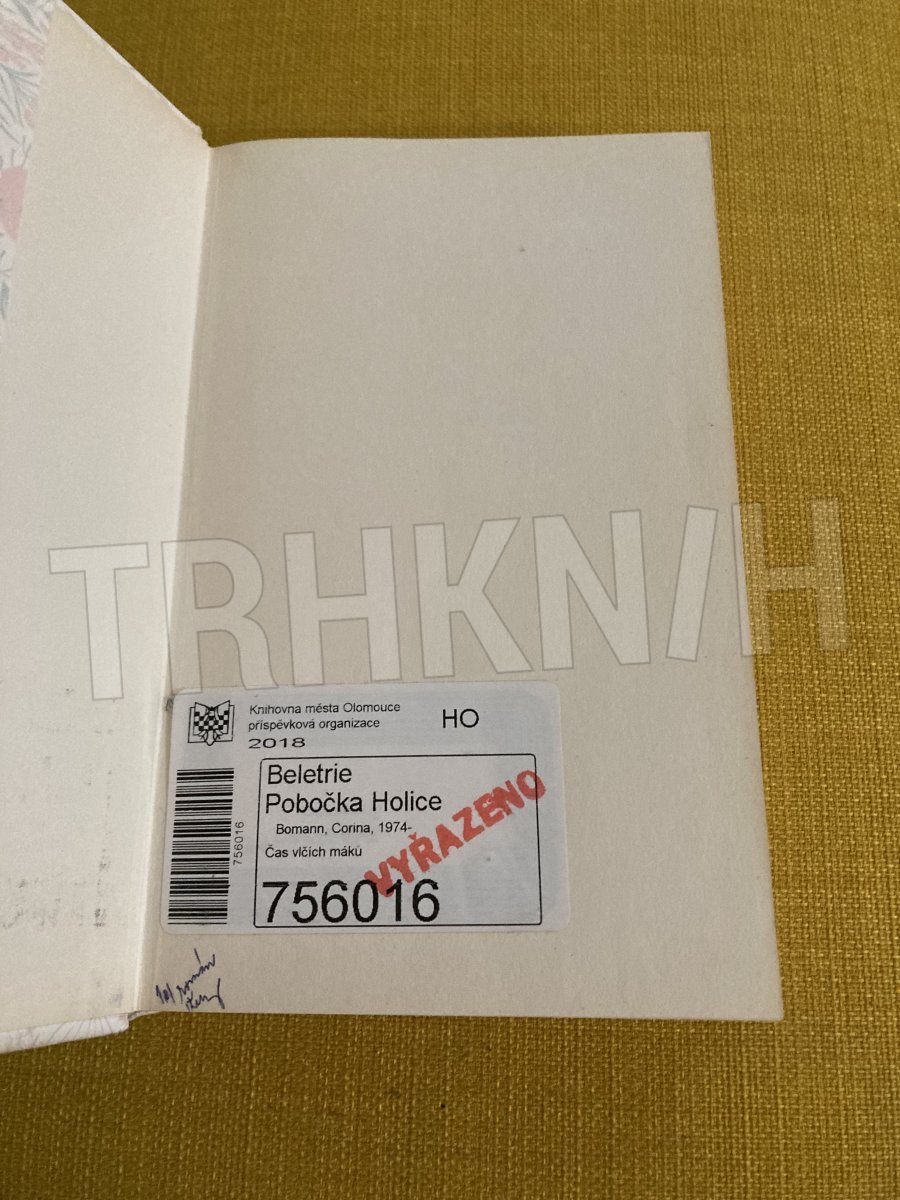 TRHKNIH
Knihovna města Olomouce
příspěvková organizace
HO
2018
Beletrie
Pobočka Holice
Bomann, Corina, 1974-
Čas vlčích máků
VYŘAZENO
756016
756016
román